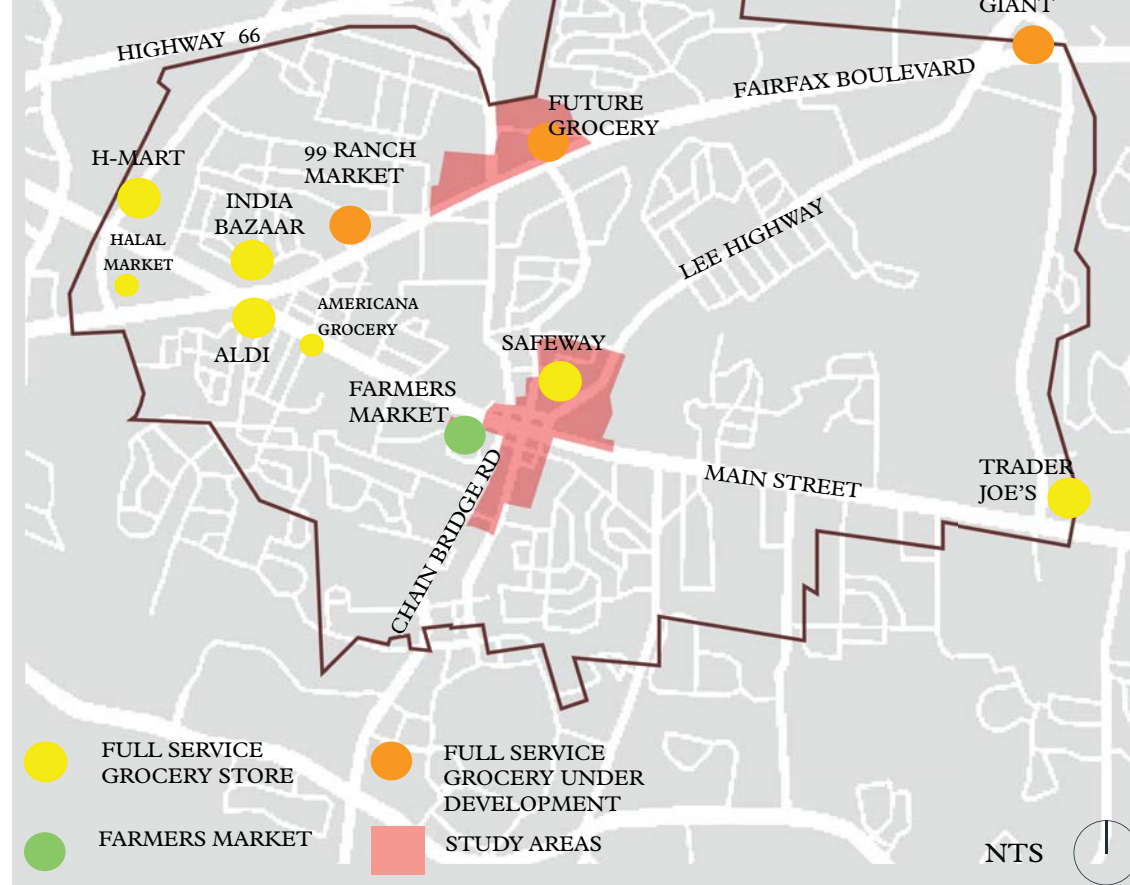 GIANT
HIGHWAY 66
FAIRFAX BOULEVARD
FUTURE
GROCERY
99 RANCH
MARKET
H-MART
INDIA
BAZAAR
HALAL
MARKET
LEE HIGHWAY
AMERICANA
GROCERY
ALDI
SAFEWAY
FARMERS
MARKET
CHAIN BRIDGE RD
MAIN STREET
TRADER
JOE'S
FULL SERVICE
GROCERY STORE
FULL SERVICE
GROCERY UNDER
DEVELOPMENT
FARMERS MARKET
STUDY AREAS
NTS